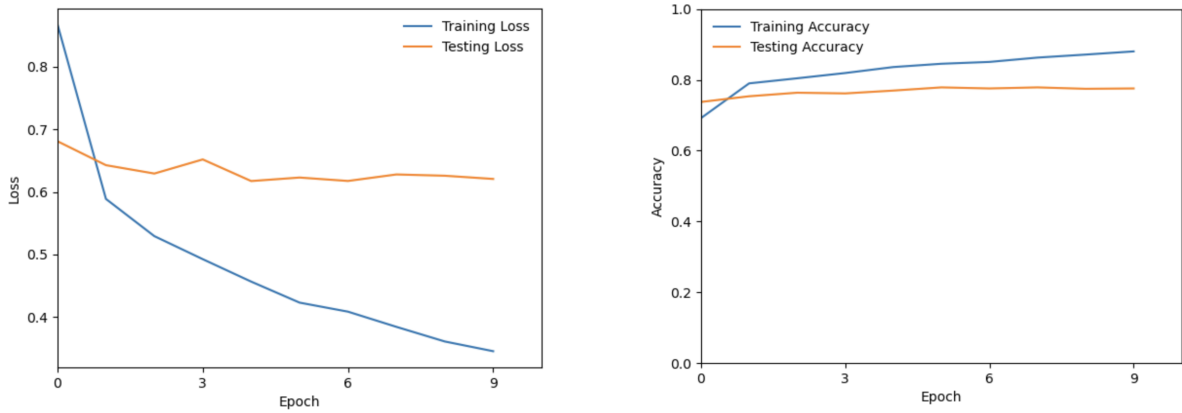 Training Loss
Testing Loss
0.8
0.7
0.6
0.5
0.4
Loss
0
3
6
9
Epoch
1.0
Training Accuracy
Testing Accuracy
0.8
0.6
0.4
0.2
0.0
Accuracy
0
3
6
9
Epoch